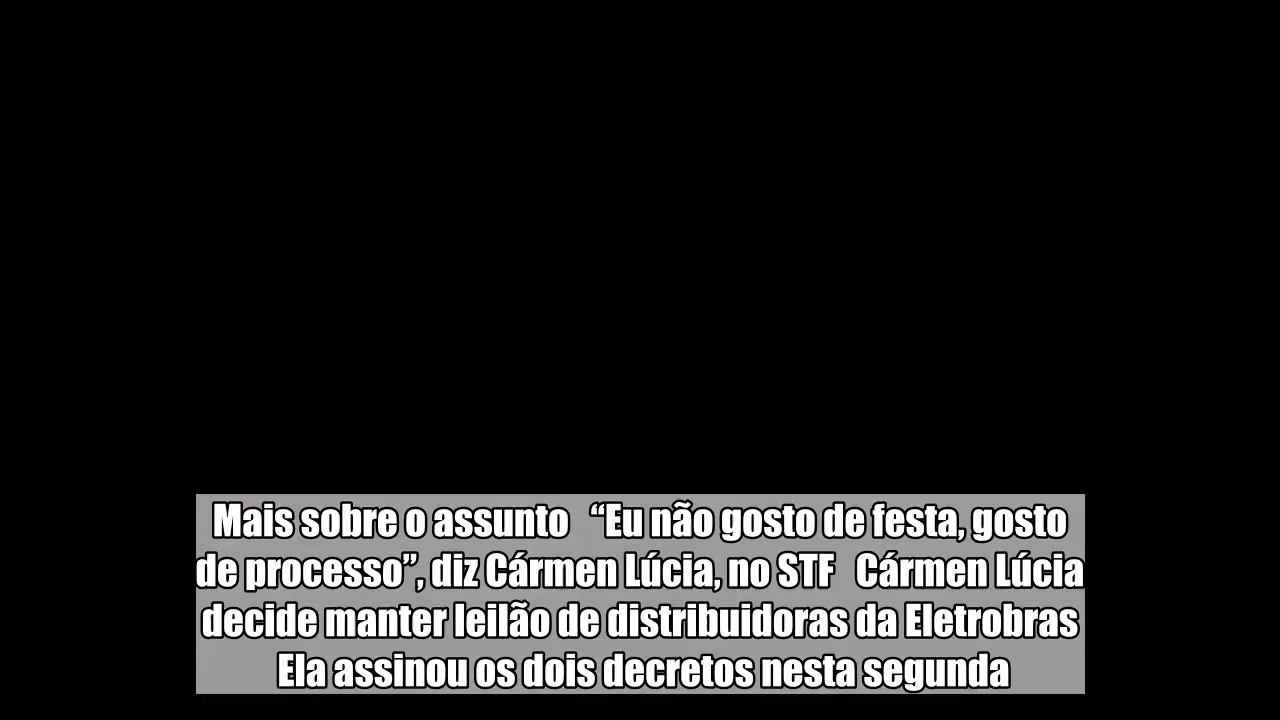 Mais sobre o assunto “Eu não gosto de festa, gosto
de processo”, diz Cármen Lúcia, no STF Cármen Lúcia
decide manter leilão de distribuidoras da Eletrobras
Ela assinou os dois decretos nesta segunda